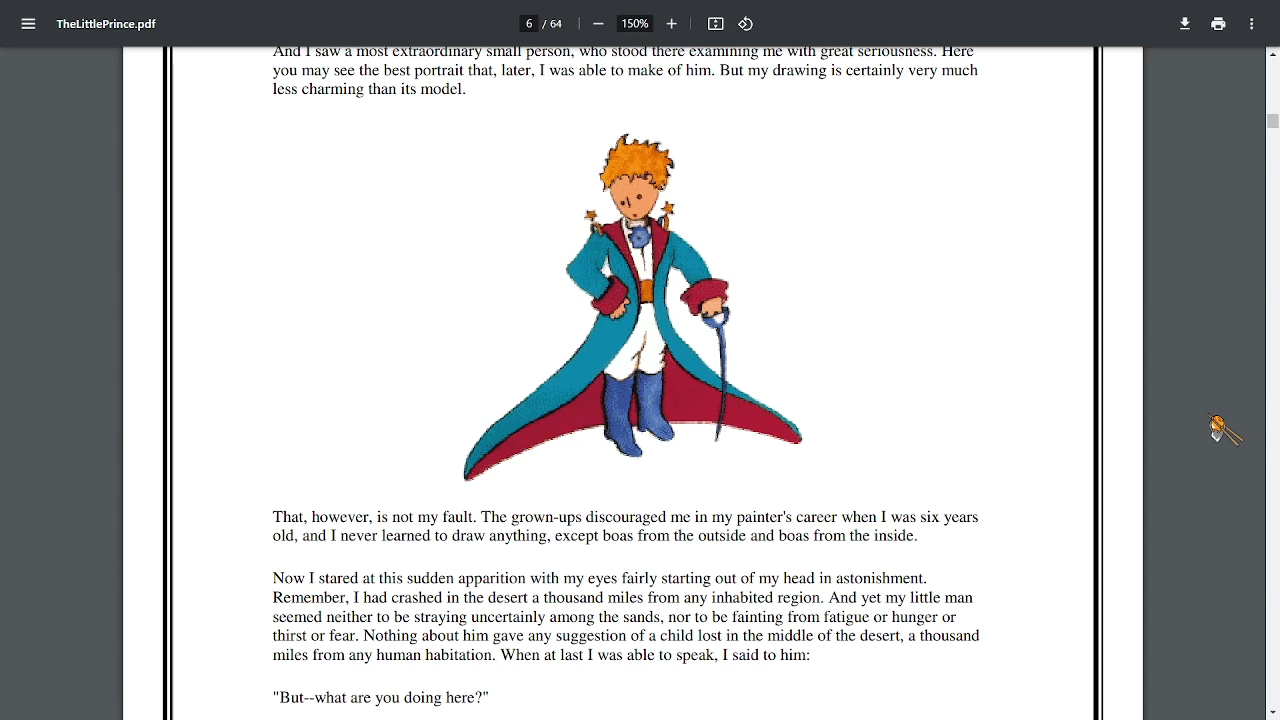 TheLittlePrince.pdf
6 / 64
150%
And I saw a most extraordinary small person, who stood there examining me with great seriousness. Here
you may see the best portrait that, later, I was able to make of him. But my drawing is certainly very much
less charming than its model.
That, however, is not my fault. The grown-ups discouraged me in my painter's career when I was six years
old, and I never learned to draw anything, except boas from the outside and boas from the inside.
Now I stared at this sudden apparition with my eyes fairly starting out of my head in astonishment.
Remember, I had crashed in the desert a thousand miles from any inhabited region. And yet my little man
seemed neither to be straying uncertainly among the sands, nor to be fainting from fatigue or hunger or
thirst or fear. Nothing about him gave any suggestion of a child lost in the middle of the desert, a thousand
miles from any human habitation. When at last I was able to speak, I said to him:
"But--what are you doing here?"